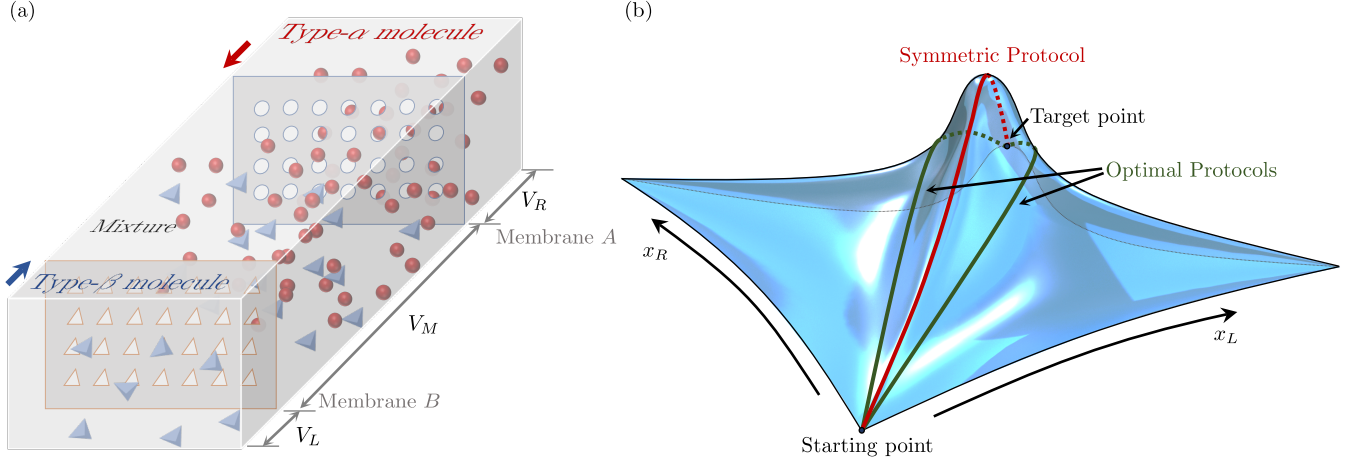 (a)
Type-α molecule
Mixture
Type-β molecule
V_R
Membrane A
V_M
Membrane B
V_L
(b)
Symmetric Protocol
Target point
Optimal Protocols
x_R
x_L
Starting point